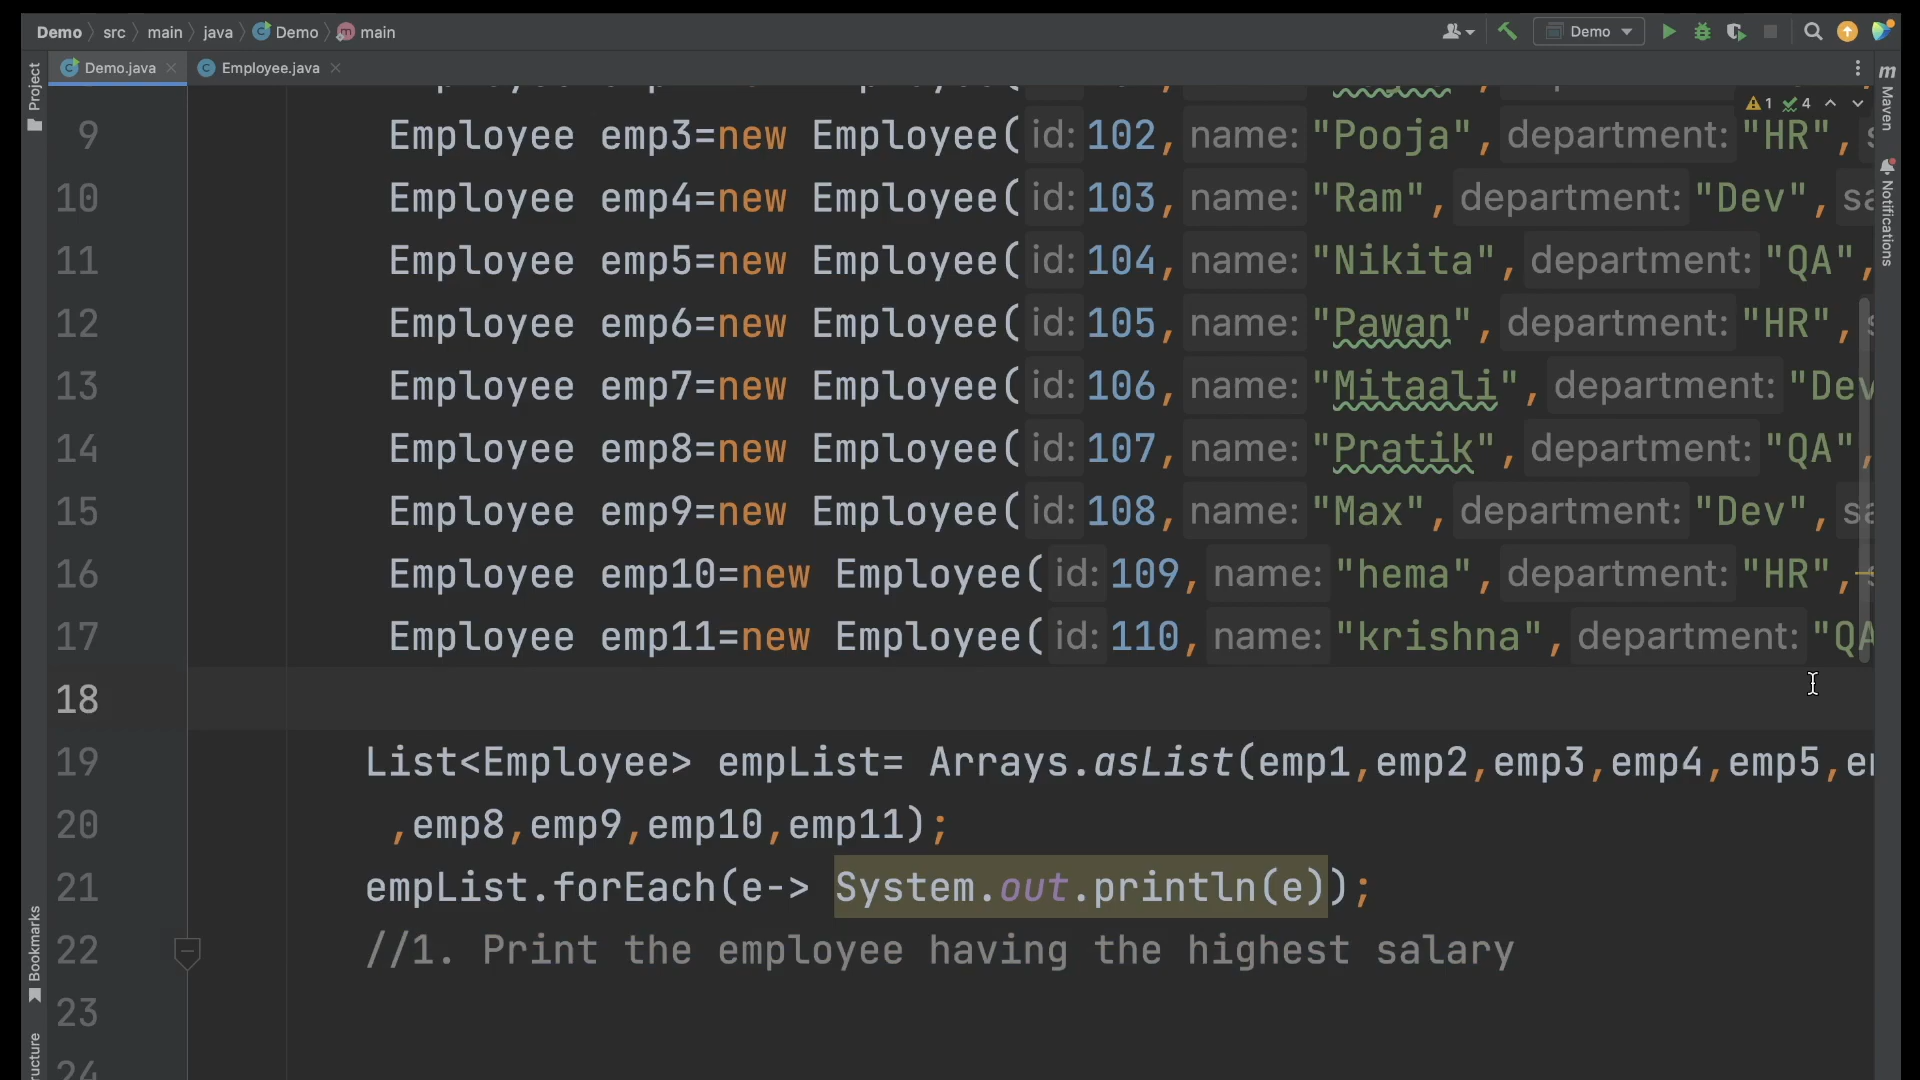 Demo src main java Demo main
Demo
Demo.java Employee.java
Project
Maven
Notifications
1 4
9 Employee emp3=new Employee( id: 102, name: "Pooja", department: "HR",
10 Employee emp4=new Employee( id: 103, name: "Ram", department: "Dev", sa
11 Employee emp5=new Employee( id: 104, name: "Nikita", department: "QA",
12 Employee emp6=new Employee( id: 105, name: "Pawan", department: "HR",
13 Employee emp7=new Employee( id: 106, name: "Mitaali", department: "Dev
14 Employee emp8=new Employee( id: 107, name: "Pratik", department: "QA",
15 Employee emp9=new Employee( id: 108, name: "Max", department: "Dev", sa
16 Employee emp10=new Employee( id: 109, name: "hema", department: "HR",
17 Employee emp11=new Employee( id: 110, name: "krishna", department: "QA
18
19 List<Employee> empList= Arrays.asList(emp1,emp2,emp3,emp4,emp5,e
20 ,emp8,emp9,emp10,emp11);
21 empList.forEach(e-> System.out.println(e));
22 //1. Print the employee having the highest salary
23
24
Bookmarks
ructure